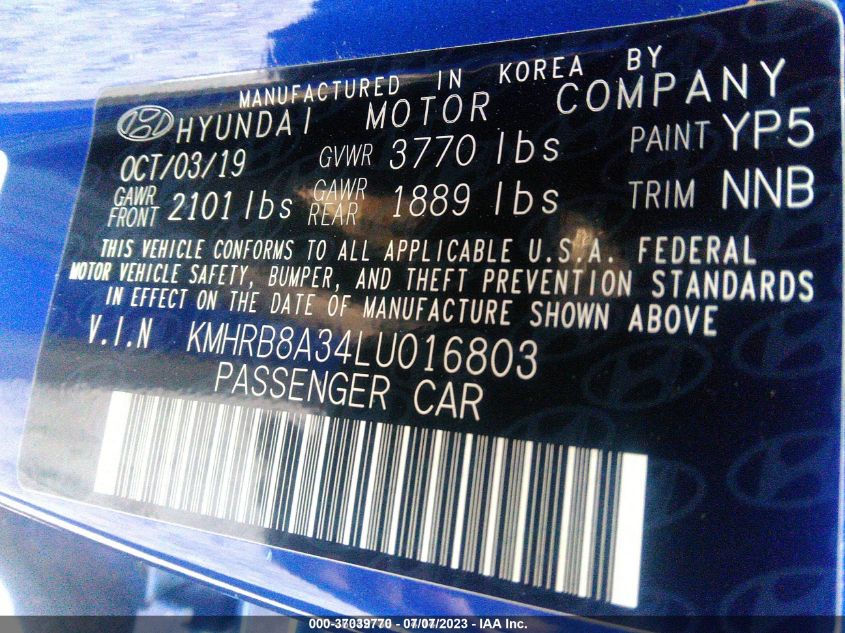 MANUFACTURED IN KOREA BY
HYUNDAI MOTOR COMPANY
OCT/03/19 GVWR 3770 lbs PAINT YP5
GAWR FRONT 2101 lbs GAWR REAR 1889 lbs TRIM NNB
THIS VEHICLE CONFORMS TO ALL APPLICABLE U.S.A. FEDERAL
MOTOR VEHICLE SAFETY, BUMPER, AND THEFT PREVENTION STANDARDS
IN EFFECT ON THE DATE OF MANUFACTURE SHOWN ABOVE
V.I.N KMHRB8A34LU016803
PASSENGER CAR
000-37039770 - 07/07/2023 - IAA Inc.